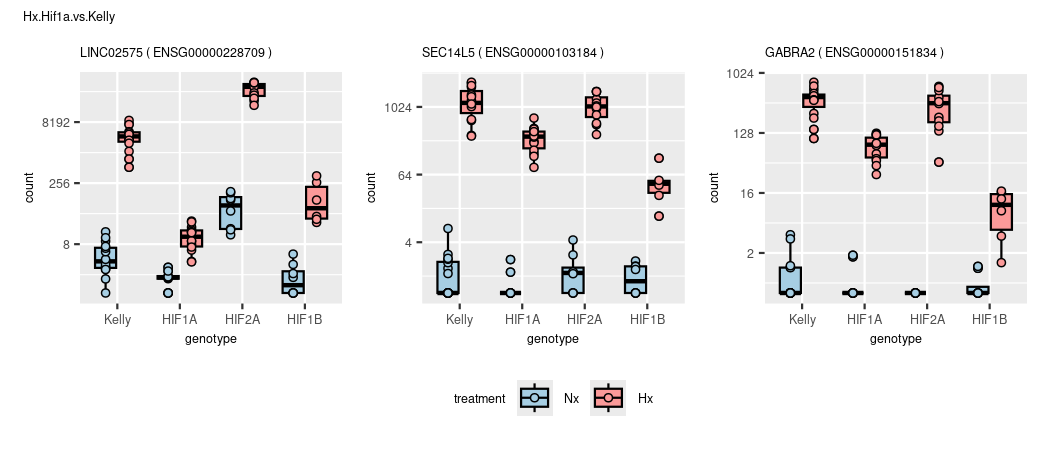 Hx.Hif1a.vs.Kelly
LINC02575 ( ENSG00000228709 )
8192
256
8
count
Kelly HIF1A HIF2A HIF1B
genotype
SEC14L5 ( ENSG00000103184 )
1024
64
4
count
Kelly HIF1A HIF2A HIF1B
genotype
GABRA2 ( ENSG00000151834 )
1024
128
16
2
count
Kelly HIF1A HIF2A HIF1B
genotype
treatment Nx Hx